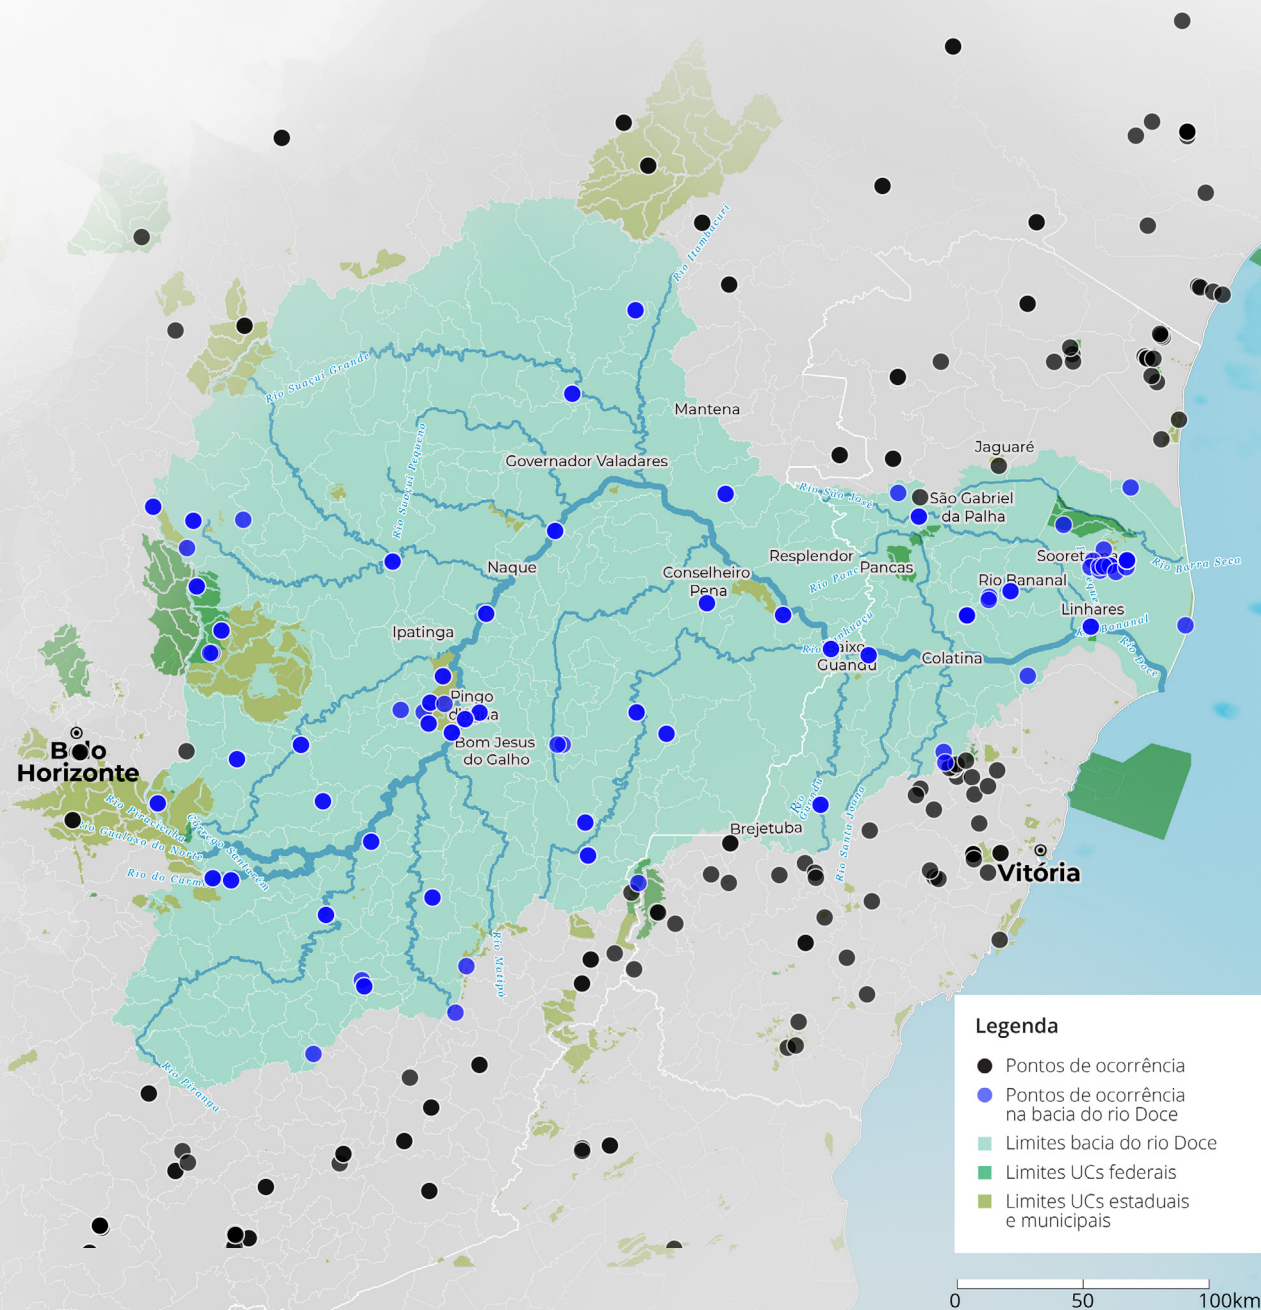 Rio Itambacuri
Rio Suaçuí Grande
Mantena
Rio Suaçuí Pequeno
Jaguaré
Governador Valadares
Rio São José
São Gabriel
da Palha
Naque
Resplendor
Pancas
Conselheiro
Pena
Rio Bananal
Rio Barra Seca
Linhares
Ipatinga
Guandu
Colatina
Rio Doce
Pingo
Bom Jesus
do Galho
Horizonte
Rio Piracicaba
Rio Gualaxo do Norte
Rio do Carmo
Rio
Guandu
Rio Santa Joana
Brejetuba
Vitória
Rio Matipó
Rio Piranga
Legenda
Pontos de ocorrência
Pontos de ocorrência
na bacia do rio Doce
Limites bacia do rio Doce
Limites UCs federais
Limites UCs estaduais
e municipais
0 50 100km